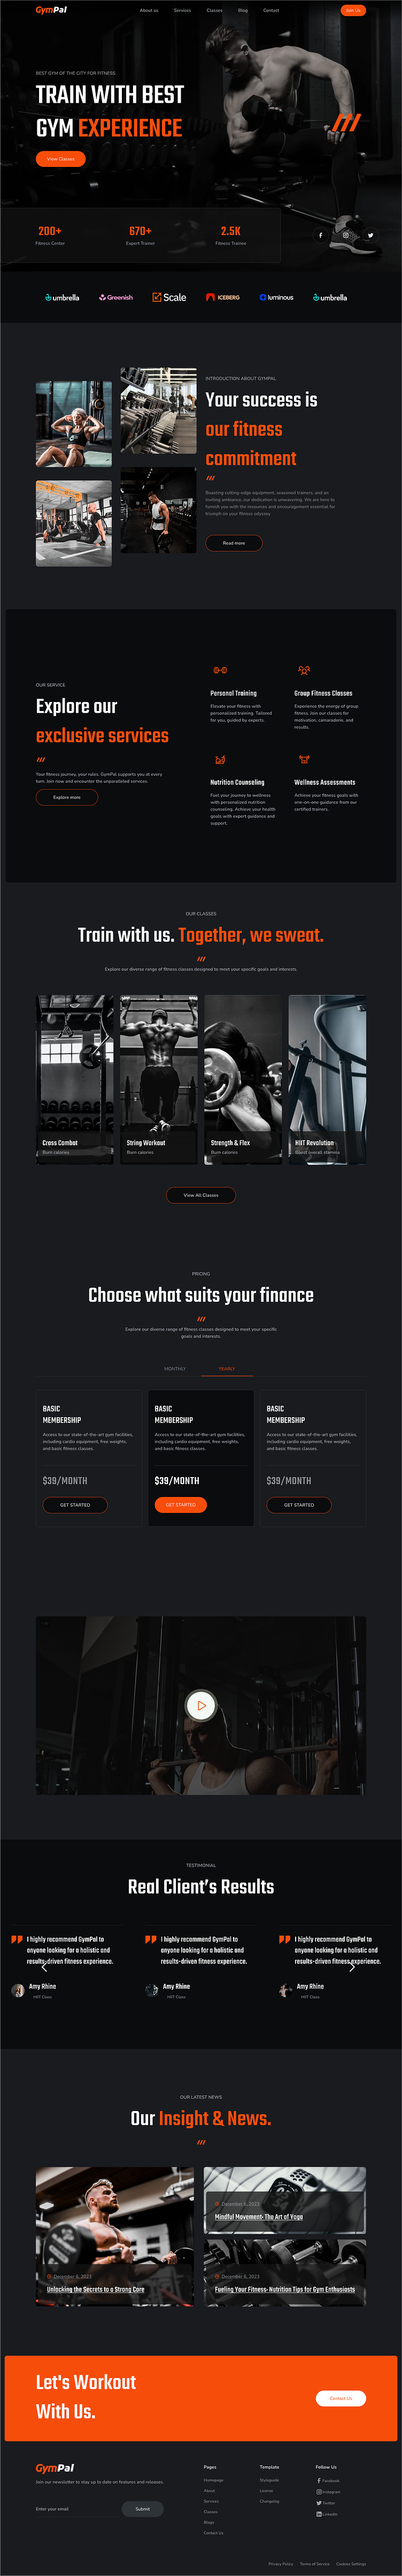 GymPal
About us Services Classes Blog Contact
Join Us
BEST GYM OF THE CITY FOR FITNESS
TRAIN WITH BEST
GYM EXPERIENCE
View Classes
200+ 670+ 2.5K
Fitness Center Expert Trainer Fitness Trainee
umbrella Greenish Scale ICEBERG luminous umbrella
INTRODUCTION ABOUT GYMPAL
Your success is
our fitness
commitment
Boasting cutting-edge equipment, seasoned trainers, and an
inviting ambiance, our dedication is unwavering. We are here to
furnish you with the resources and encouragement essential for
triumph on your fitness odyssey
Read more
OUR SERVICE
Explore our
exclusive services
Your fitness journey, your rules. GymPal supports you at every
turn. Join now and encounter the unparalleled services.
Explore more
Personal Training
Elevate your fitness with
personalized training. Tailored
for you, guided by experts.
Group Fitness Classes
Experience the energy of group
fitness. Join our classes for
motivation, camaraderie, and
results.
Nutrition Counseling
Fuel your journey to wellness
with personalized nutrition
counseling. Achieve your health
goals with expert guidance and
support.
Wellness Assessments
Achieve your fitness goals with
one-on-one guidance from our
certified trainers.
OUR CLASSES
Train with us. Together, we sweat.
Explore our diverse range of fitness classes designed to meet your specific goals and interests.
Cross Combat
Burn calories
String Workout
Burn calories
Strength & Flex
Burn calories
HIIT Revolution
Boost overall stamina
View All Classes
PRICING
Choose what suits your finance
Explore our diverse range of fitness classes designed to meet your specific
goals and interests.
MONTHLY YEARLY
BASIC
MEMBERSHIP
Access to our state-of-the-art gym facilities,
including cardio equipment, free weights,
and basic fitness classes.
$39/MONTH
GET STARTED
BASIC
MEMBERSHIP
Access to our state-of-the-art gym facilities,
including cardio equipment, free weights,
and basic fitness classes.
$39/MONTH
GET STARTED
BASIC
MEMBERSHIP
Access to our state-of-the-art gym facilities,
including cardio equipment, free weights,
and basic fitness classes.
$39/MONTH
GET STARTED
TESTIMONIAL
Real Client's Results
I highly recommend GymPal to
anyone looking for a holistic and
results-driven fitness experience.
Amy Rhine
HIIT Class
I highly recommend GymPal to
anyone looking for a holistic and
results-driven fitness experience.
Amy Rhine
HIIT Class
I highly recommend GymPal to
anyone looking for a holistic and
results-driven fitness experience.
Amy Rhine
HIIT Class
OUR LATEST NEWS
Our Insight & News.
December 6, 2023
Unlocking the Secrets to a Strong Core
December 6, 2023
Mindful Movement: The Art of Yoga
December 6, 2023
Fueling Your Fitness: Nutrition Tips for Gym Enthusiasts
Let's Workout
With Us.
Contact Us
GymPal
Join our newsletter to stay up to date on features and releases.
Enter your email
Submit
Pages
Homepage
About
Services
Classes
Blogs
Contact Us
Template
Styleguide
License
Changelog
Follow Us
Facebook
Instagram
Twitter
LinkedIn
Privacy Policy Terms of Service Cookies Settings